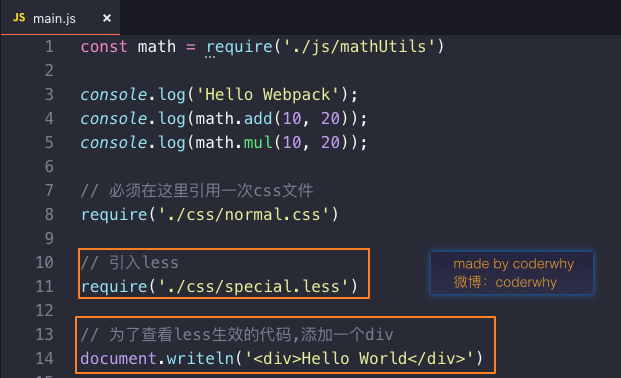 JS main.js ×
1 const math = require('./js/mathUtils')
2
3 console.log('Hello Webpack');
4 console.log(math.add(10, 20));
5 console.log(math.mul(10, 20));
6
7 // 必须在这里引用一次css文件
8 require('./css/normal.css')
9
10 // 引入less
11 require('./css/special.less')
12
13 // 为了查看less生效的代码,添加一个div
14 document.writeln('<div>Hello World</div>')
made by coderwhy
微博：coderwhy